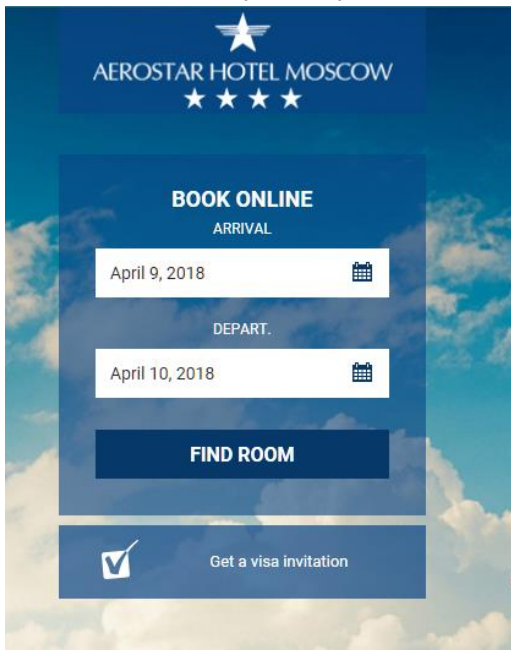 AEROSTAR HOTEL MOSCOW
BOOK ONLINE
ARRIVAL
April 9, 2018
DEPART.
April 10, 2018
FIND ROOM
Get a visa invitation